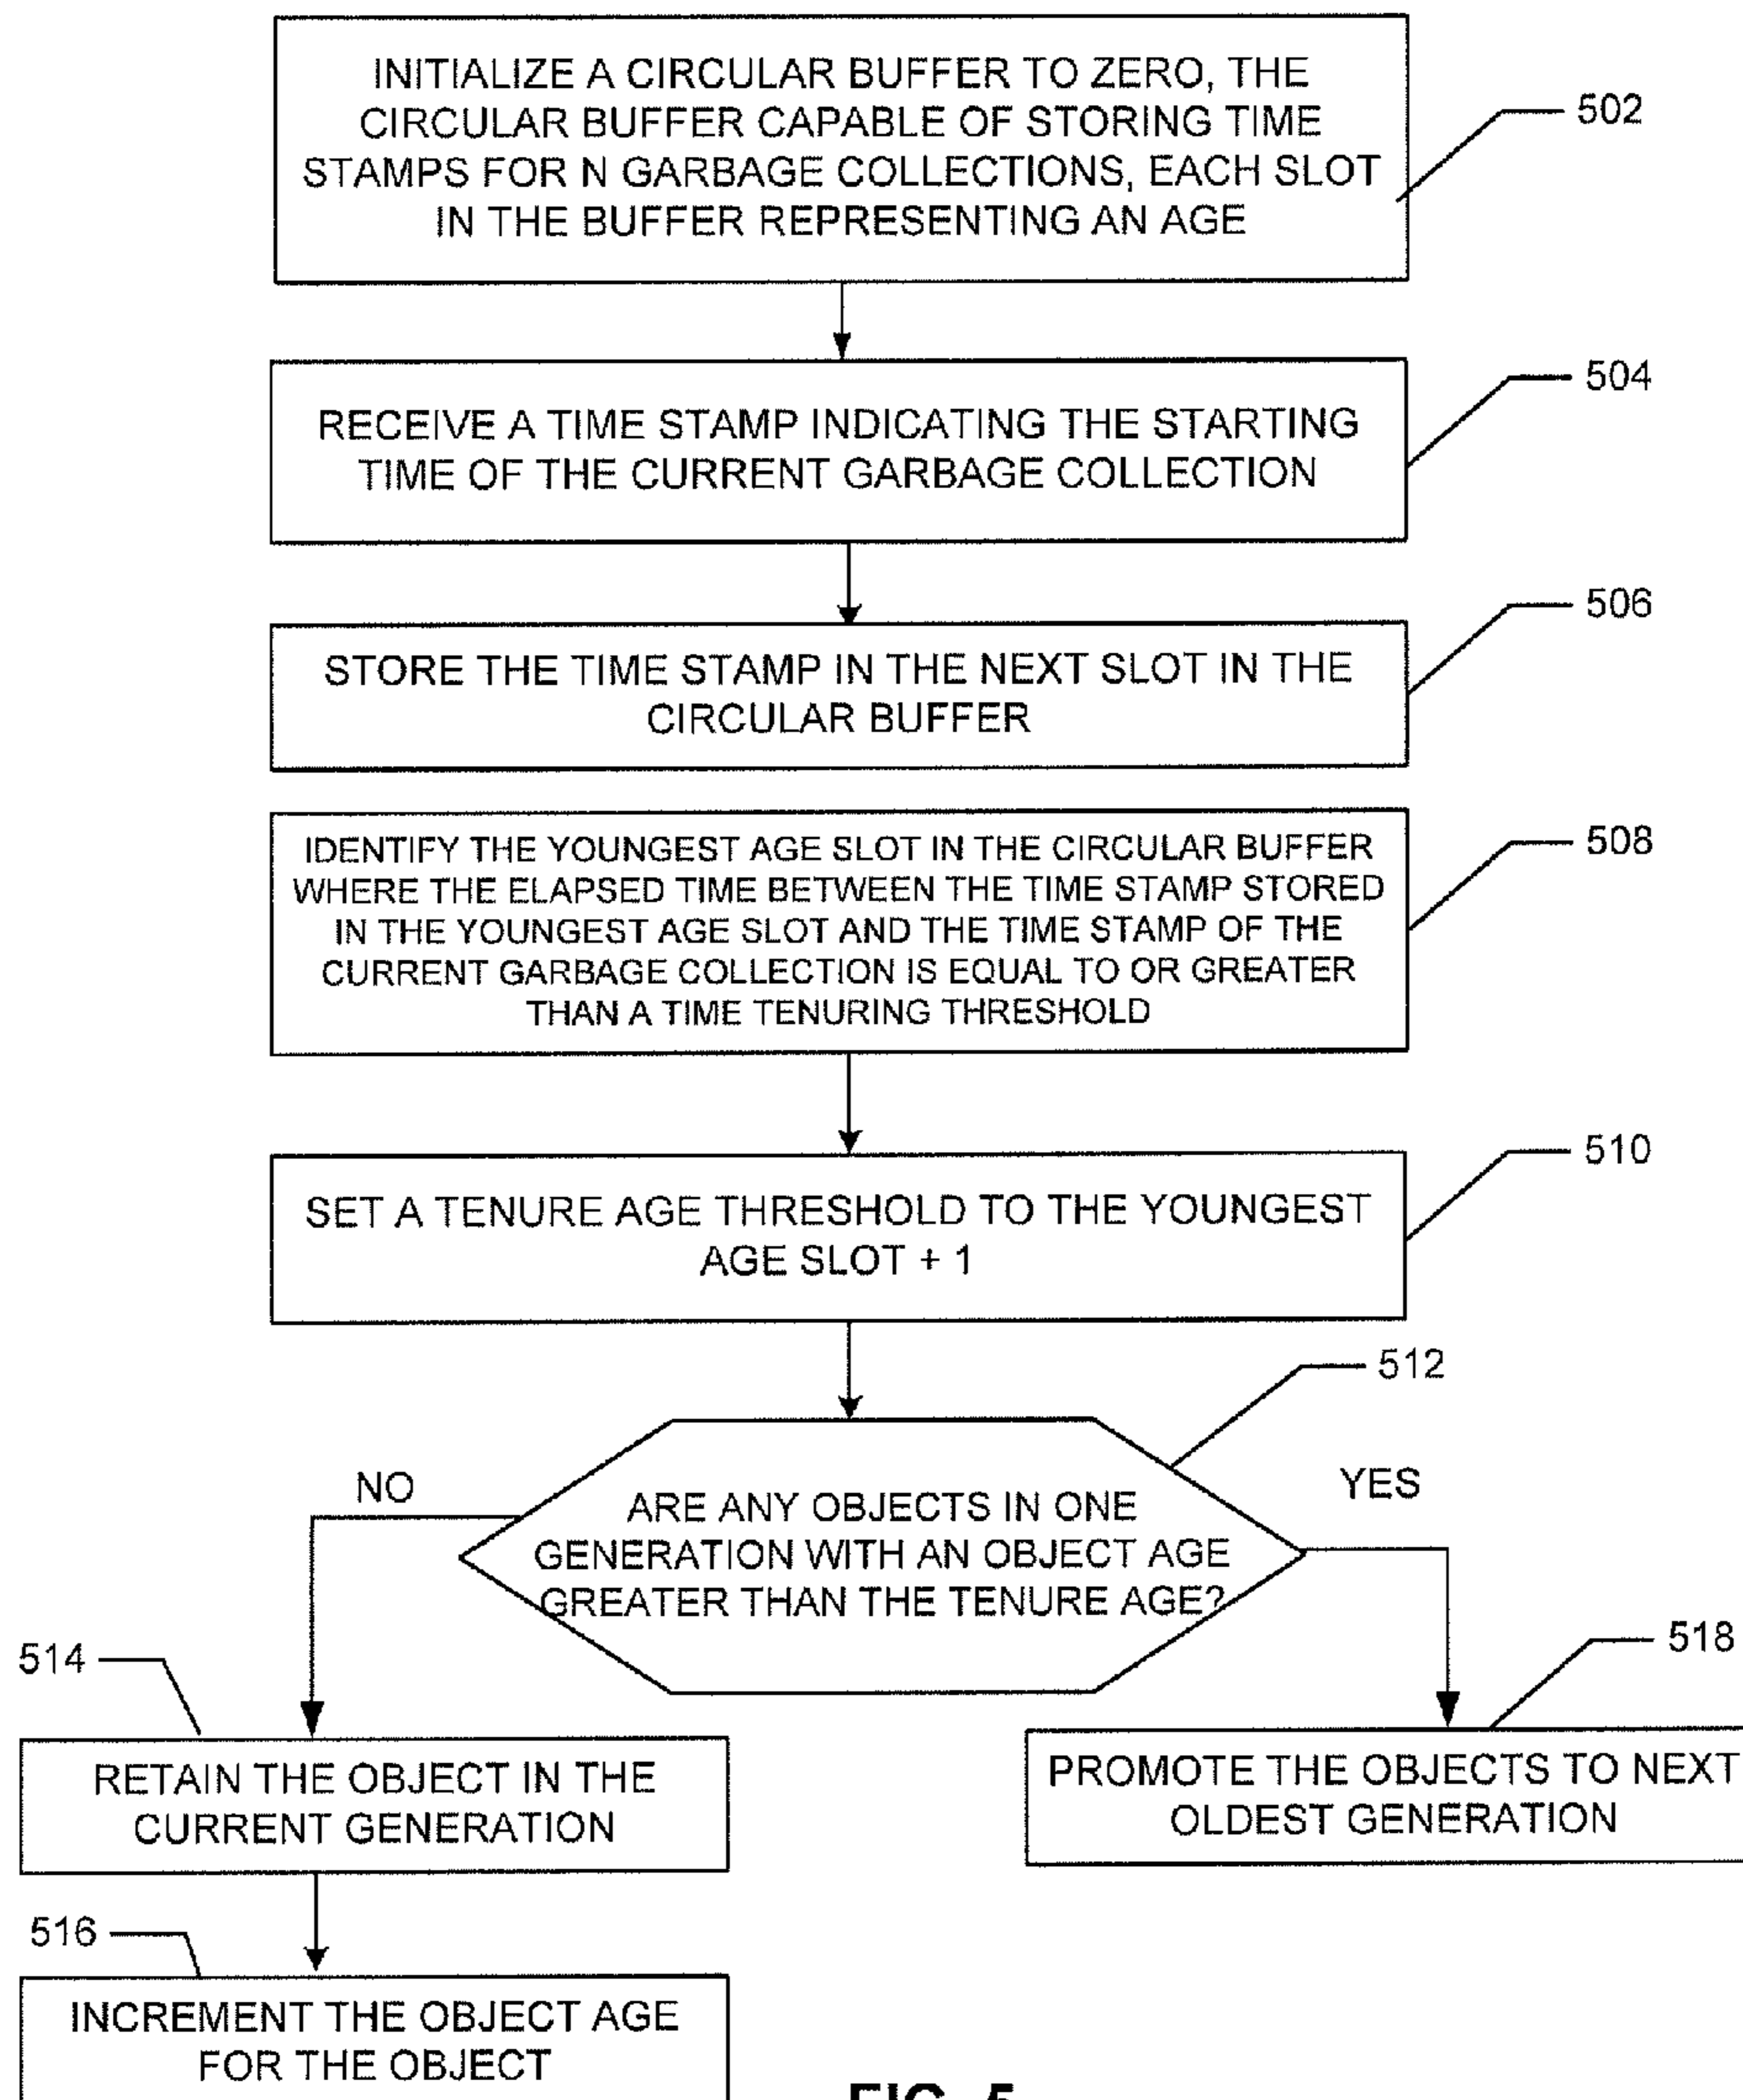 INITIALIZE A CIRCULAR BUFFER TO ZERO, THE
CIRCULAR BUFFER CAPABLE OF STORING TIME
STAMPS FOR N GARBAGE COLLECTIONS, EACH SLOT
IN THE BUFFER REPRESENTING AN AGE
502
RECEIVE A TIME STAMP INDICATING THE STARTING
TIME OF THE CURRENT GARBAGE COLLECTION
504
STORE THE TIME STAMP IN THE NEXT SLOT IN THE
CIRCULAR BUFFER
506
IDENTIFY THE YOUNGEST AGE SLOT IN THE CIRCULAR BUFFER
WHERE THE ELAPSED TIME BETWEEN THE TIME STAMP STORED
IN THE YOUNGEST AGE SLOT AND THE TIME STAMP OF THE
CURRENT GARBAGE COLLECTION IS EQUAL TO OR GREATER
THAN A TIME TENURING THRESHOLD
508
SET A TENURE AGE THRESHOLD TO THE YOUNGEST
AGE SLOT + 1
510
512
NO
YES
ARE ANY OBJECTS IN ONE
GENERATION WITH AN OBJECT AGE
GREATER THAN THE TENURE AGE?
514
RETAIN THE OBJECT IN THE
CURRENT GENERATION
518
PROMOTE THE OBJECTS TO NEXT
OLDEST GENERATION
516
INCREMENT THE OBJECT AGE
FOR THE OBJECT
FIG. 5